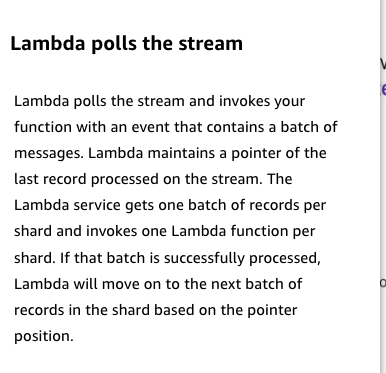 Lambda polls the stream
Lambda polls the stream and invokes your
function with an event that contains a batch of
messages. Lambda maintains a pointer of the
last record processed on the stream. The
Lambda service gets one batch of records per
shard and invokes one Lambda function per
shard. If that batch is successfully processed,
Lambda will move on to the next batch of
records in the shard based on the pointer
position.